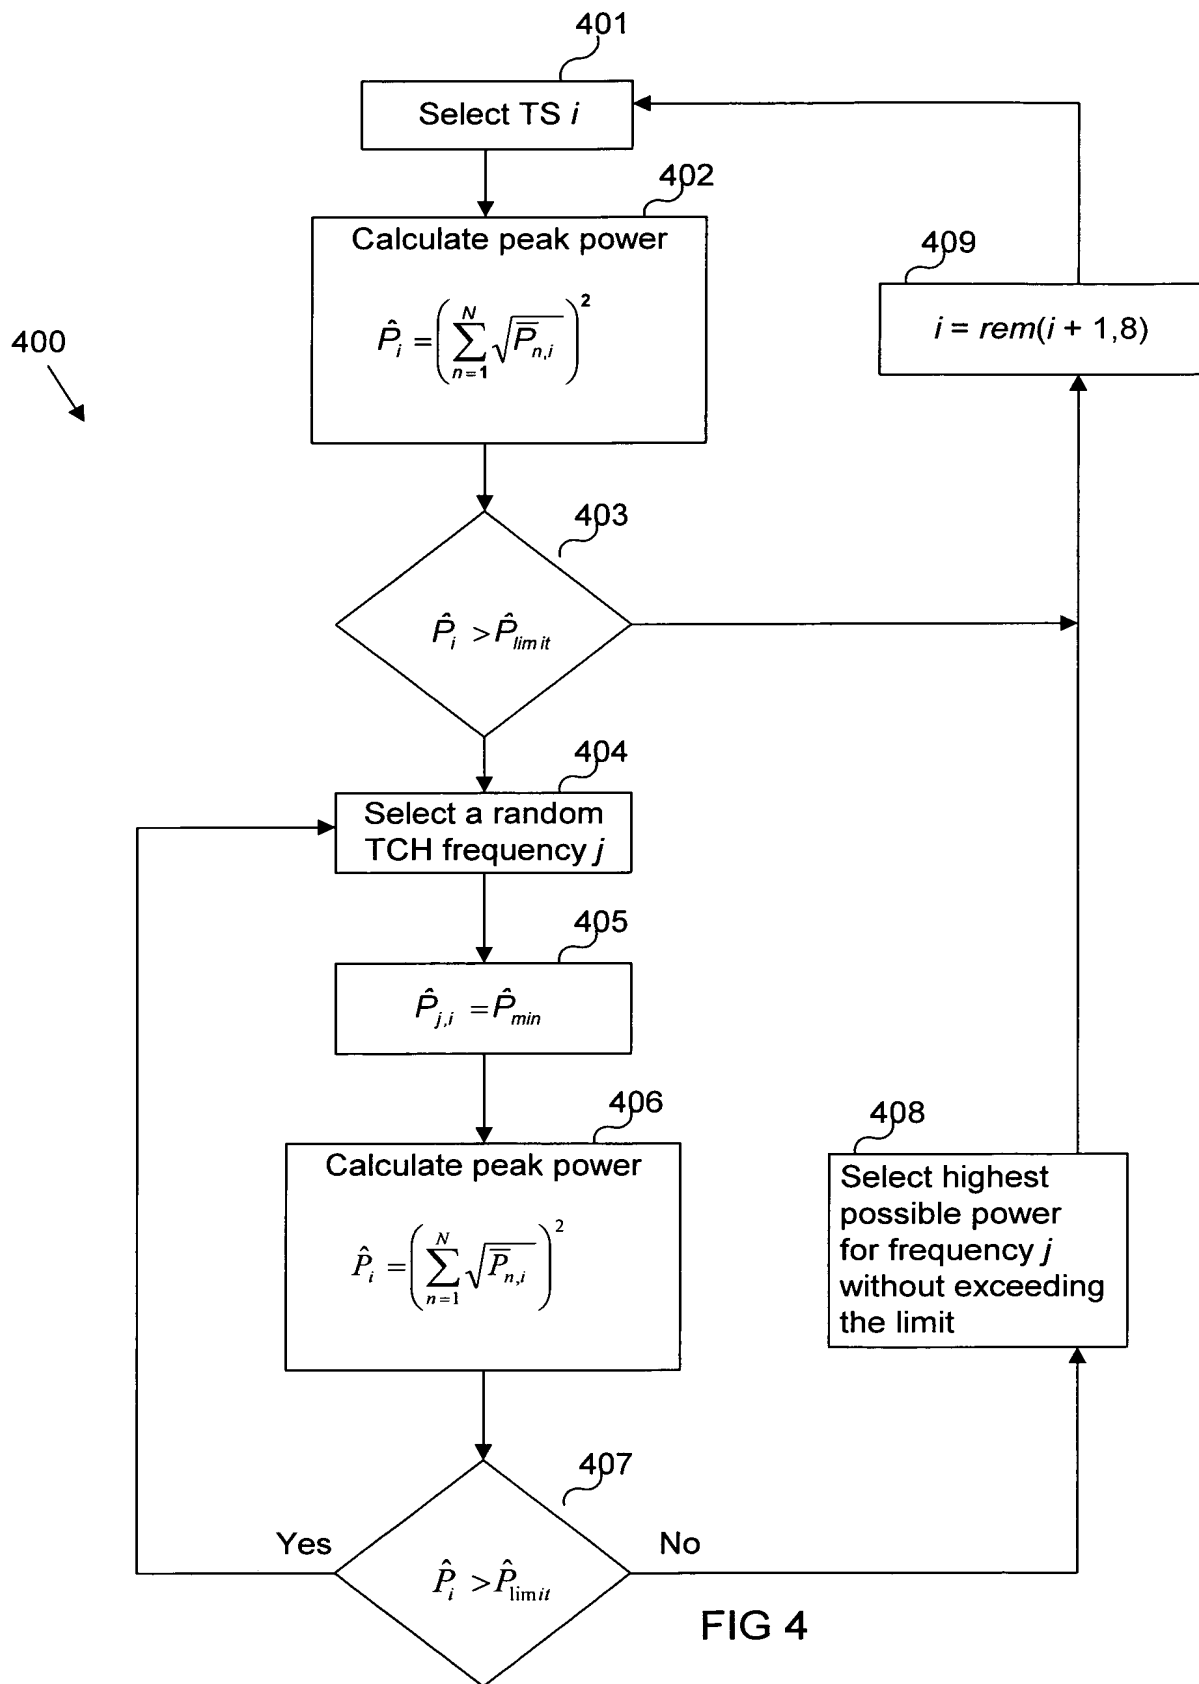 401
Select TS i
402
Calculate peak power
P̂_i = (∑_{n=1}^{N} √P̅_{n,i})^2
409
i = rem(i + 1,8)
400
403
P̂_i > P̂_limit
404
Select a random
TCH frequency j
405
P̂_{j,i} = P̂_min
406
Calculate peak power
P̂_i = (∑_{n=1}^{N} √P̅_{n,i})^2
408
Select highest
possible power
for frequency j
without exceeding
the limit
407
Yes
No
P̂_i > P̂_limit
FIG 4